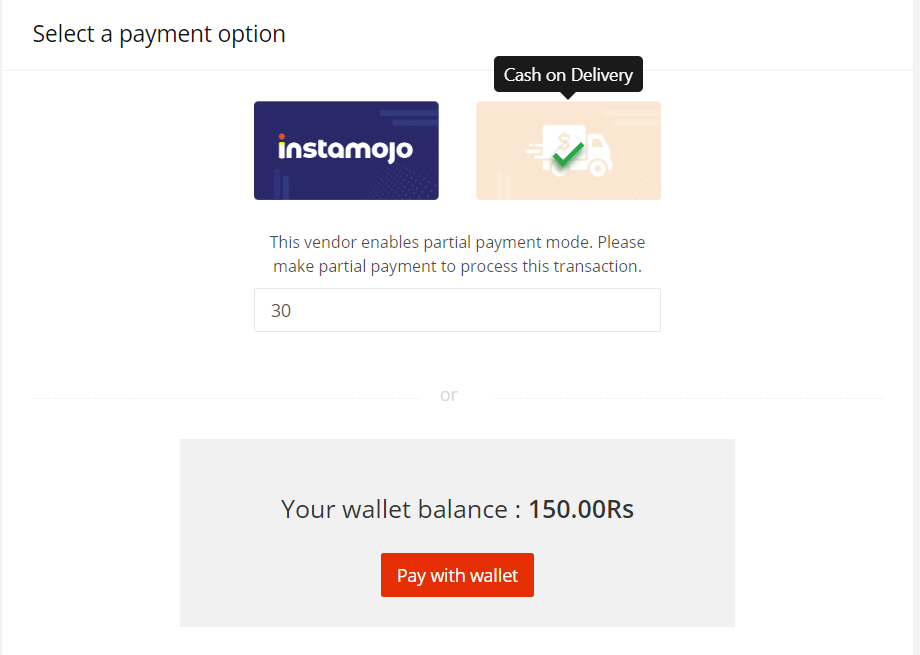 Select a payment option
Cash on Delivery
instamojo
$
This vendor enables partial payment mode. Please
make partial payment to process this transaction.
30
or
Your wallet balance : 150.00Rs
Pay with wallet